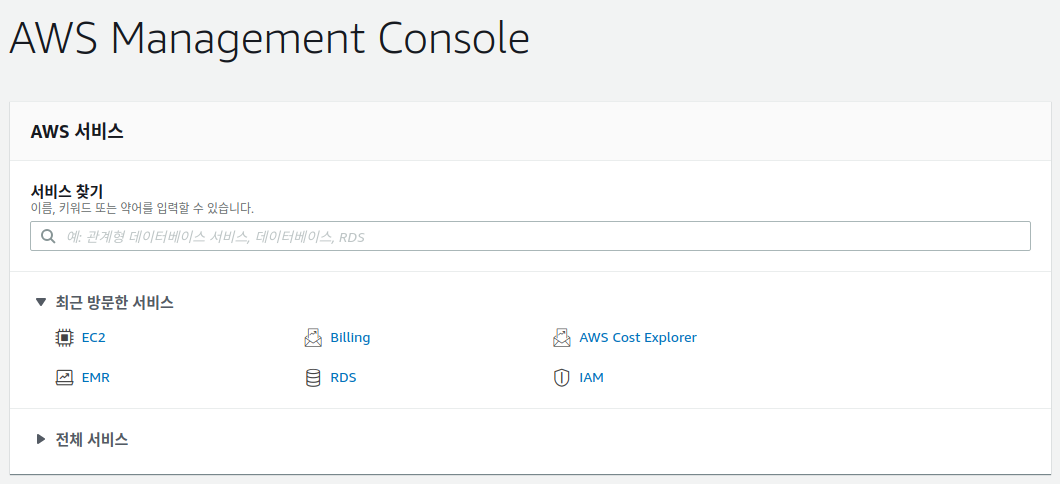 AWS Management Console
AWS 서비스
서비스 찾기
이름, 키워드 또는 약어를 입력할 수 있습니다.
예: 관계형 데이터베이스 서비스, 데이터베이스, RDS
최근 방문한 서비스
EC2 Billing AWS Cost Explorer
EMR RDS IAM
전체 서비스